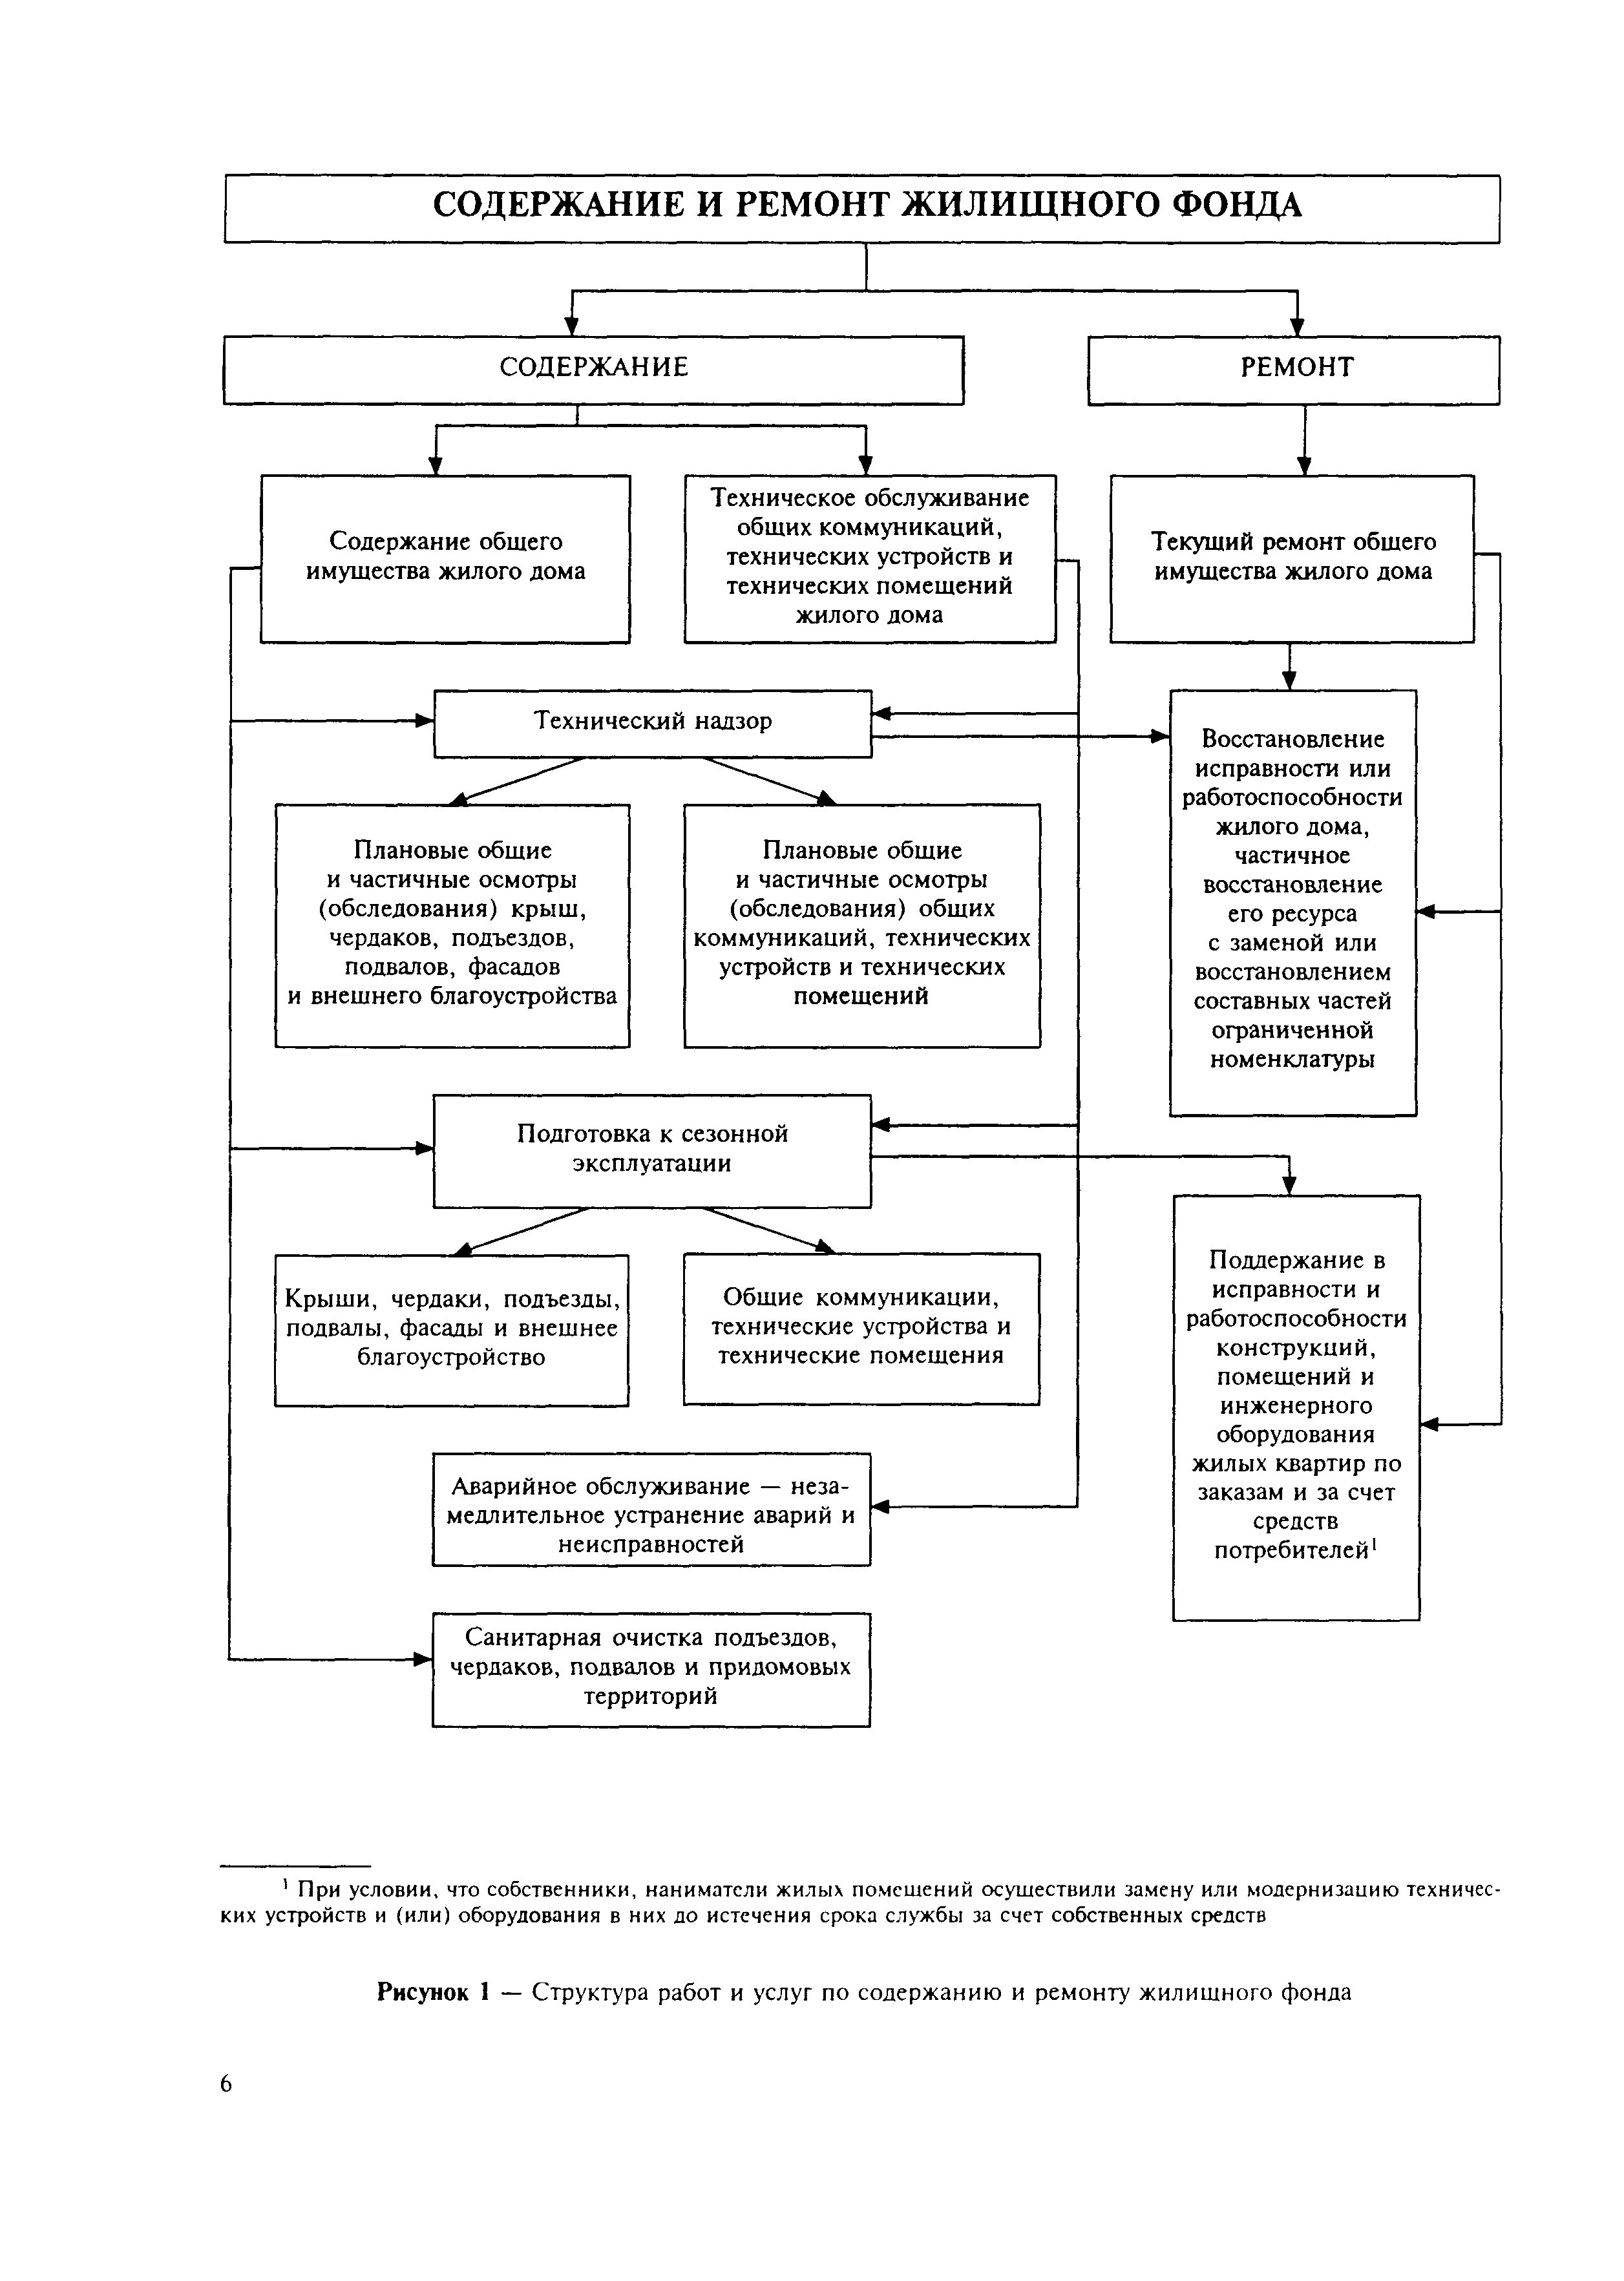 СОДЕРЖАНИЕ И РЕМОНТ ЖИЛИЩНОГО ФОНДА
СОДЕРЖАНИЕ
РЕМОНТ
Содержание общего
имущества жилого дома
Техническое обслуживание
общих коммуникаций,
технических устройств и
технических помещений
жилого дома
Текущий ремонт общего
имущества жилого дома
Технический надзор
Восстановление
исправности или
работоспособности
жилого дома,
частичное
восстановление
его ресурса
с заменой или
восстановлением
составных частей
ограниченной
номенклатуры
Плановые общие
и частичные осмотры
(обследования) крыш,
чердаков, подъездов,
подвалов, фасадов
и внешнего благоустройства
Плановые общие
и частичные осмотры
(обследования) общих
коммуникаций, технических
устройств и технических
помещений
Подготовка к сезонной
эксплуатации
Поддержание в
исправности и
работоспособности
конструкций,
помещений и
инженерного
оборудования
жилых квартир по
заказам и за счет
средств
потребителей¹
Крыши, чердаки, подъезды,
подвалы, фасады и внешнее
благоустройство
Общие коммуникации,
технические устройства и
технические помещения
Аварийное обслуживание — неза-
медлительное устранение аварий и
неисправностей
Санитарная очистка подъездов,
чердаков, подвалов и придомовых
территорий
¹ При условии, что собственники, наниматели жилых помещений осуществили замену или модернизацию техничес-
ких устройств и (или) оборудования в них до истечения срока службы за счет собственных средств
Рисунок 1 — Структура работ и услуг по содержанию и ремонту жилищного фонда
6